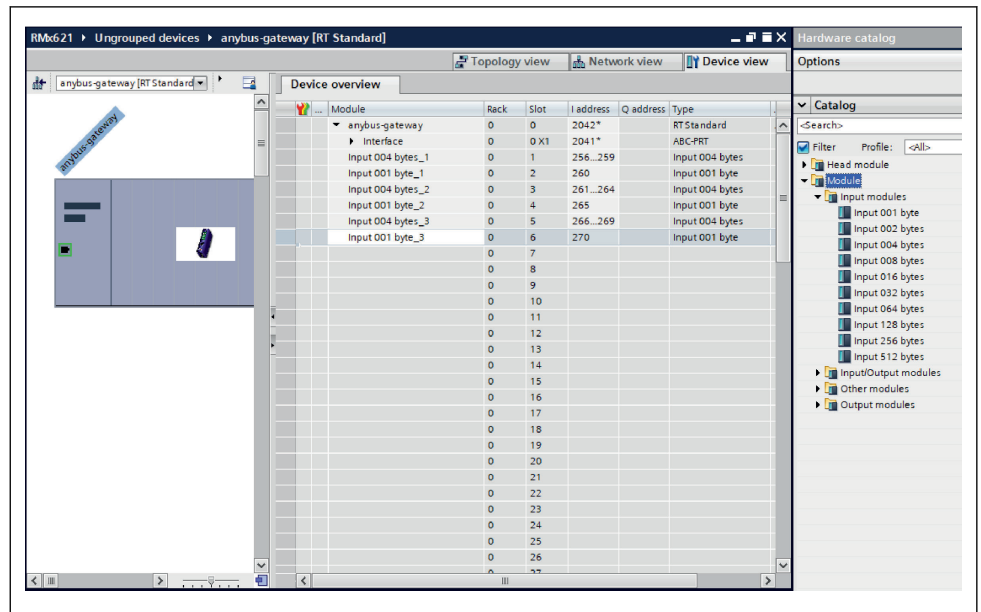 RMx621 ▸ Ungrouped devices ▸ anybus-gateway [RT Standard]
Hardware catalog
Topology view Network view Device view
Options
anybus-gateway [RT Standard]
Device overview
anybus-gateway
... Module Rack Slot I address Q address Type
anybus-gateway 0 0 2042* RT Standard
Interface 0 0 X1 2041* ABC-PRT
Input 004 bytes_1 0 1 256...259 Input 004 bytes
Input 001 byte_1 0 2 260 Input 001 byte
Input 004 bytes_2 0 3 261...264 Input 004 bytes
Input 001 byte_2 0 4 265 Input 001 byte
Input 004 bytes_3 0 5 266...269 Input 004 bytes
Input 001 byte_3 0 6 270 Input 001 byte
0 7
0 8
0 9
0 10
0 11
0 12
0 13
0 14
0 15
0 16
0 17
0 18
0 19
0 20
0 21
0 22
0 23
0 24
0 25
0 26
Catalog
<Search>
Filter Profile: <All>
Head module
Module
Input modules
Input 001 byte
Input 002 bytes
Input 004 bytes
Input 008 bytes
Input 016 bytes
Input 032 bytes
Input 064 bytes
Input 128 bytes
Input 256 bytes
Input 512 bytes
Input/Output modules
Other modules
Output modules